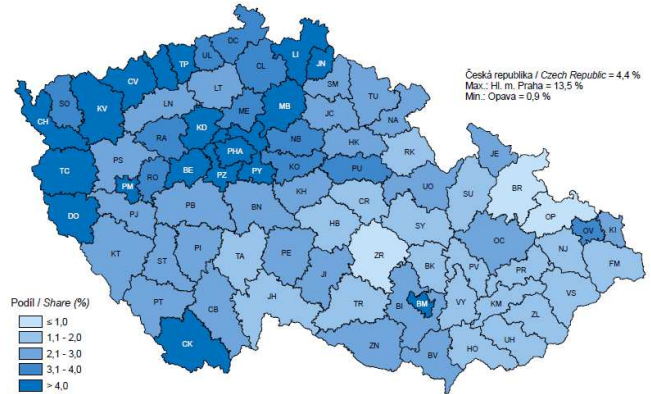 DC
LI
JN
TP
UL
CL
CV
SM
LT
TU
SO
KV
LN
MB
JC
NA
CH
ME
KD
RA
HK
NB
RK
JE
PHA
TC
PS
BE
PZ
PY
KO
PU
BR
RO
PM
UO
SU
OP
DO
PJ
PB
BN
KH
CR
SY
OV
KI
HB
OC
NJ
FM
KT
ST
PI
TA
PE
ZR
BK
PV
PR
JI
VS
PT
CB
JH
TR
BI
BM
VY
KM
ZL
CK
ZN
BV
HO
UH
Česká republika / Czech Republic = 4,4 %
Max.: Hl. m. Praha = 13,5 %
Min.: Opava = 0,9 %
Podíl / Share (%)
≤ 1,0
1,1 - 2,0
2,1 - 3,0
3,1 - 4,0
> 4,0